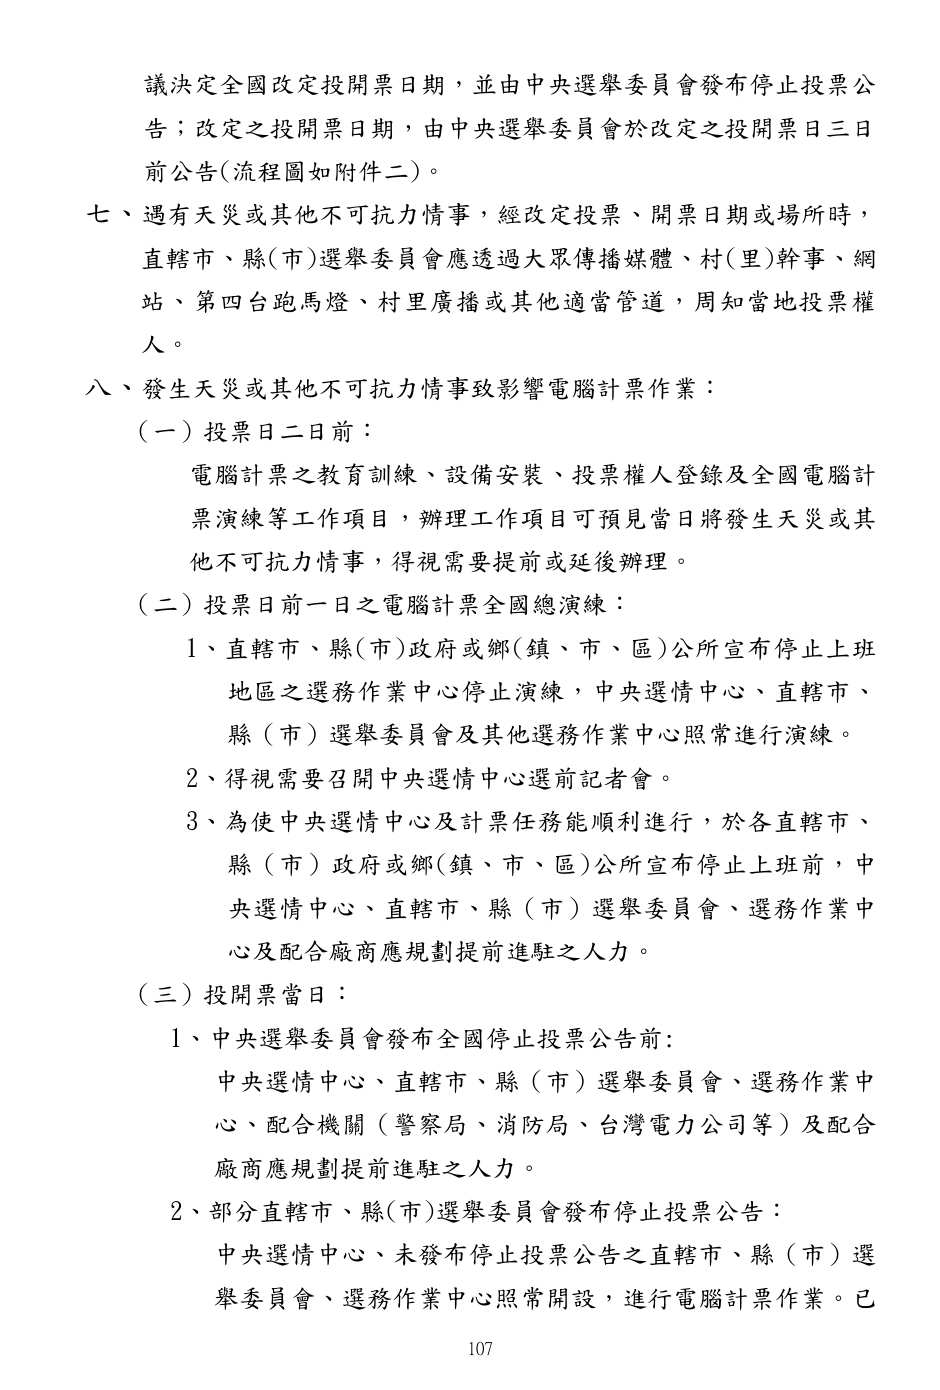 議決定全國改定投開票日期，並由中央選舉委員會發布停止投票公
告；改定之投開票日期，由中央選舉委員會於改定之投開票日三日
前公告(流程圖如附件二)。
七、遇有天災或其他不可抗力情事，經改定投票、開票日期或場所時，
直轄市、縣(市)選舉委員會應透過大眾傳播媒體、村(里)幹事、網
站、第四台跑馬燈、村里廣播或其他適當管道，周知當地投票權
人。
八、發生天災或其他不可抗力情事致影響電腦計票作業：
（一）投票日二日前：
電腦計票之教育訓練、設備安裝、投票權人登錄及全國電腦計
票演練等工作項目，辦理工作項目可預見當日將發生天災或其
他不可抗力情事，得視需要提前或延後辦理。
（二）投票日前一日之電腦計票全國總演練：
1、直轄市、縣(市)政府或鄉(鎮、市、區)公所宣布停止上班
地區之選務作業中心停止演練，中央選情中心、直轄市、
縣（市）選舉委員會及其他選務作業中心照常進行演練。
2、得視需要召開中央選情中心選前記者會。
3、為使中央選情中心及計票任務能順利進行，於各直轄市、
縣（市）政府或鄉(鎮、市、區)公所宣布停止上班前，中
央選情中心、直轄市、縣（市）選舉委員會、選務作業中
心及配合廠商應規劃提前進駐之人力。
（三）投開票當日：
1、中央選舉委員會發布全國停止投票公告前:
中央選情中心、直轄市、縣（市）選舉委員會、選務作業中
心、配合機關（警察局、消防局、台灣電力公司等）及配合
廠商應規劃提前進駐之人力。
2、部分直轄市、縣(市)選舉委員會發布停止投票公告：
中央選情中心、未發布停止投票公告之直轄市、縣（市）選
舉委員會、選務作業中心照常開設，進行電腦計票作業。已
107